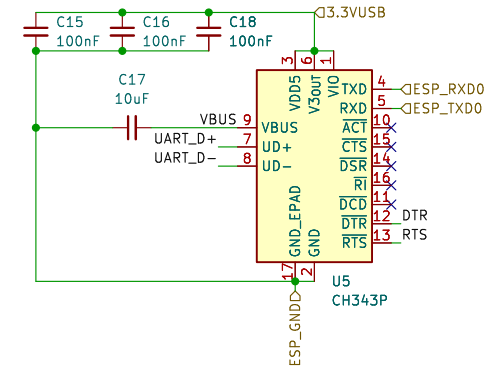 C15
100nF
C16
100nF
C18
100nF
3.3VUSB
C17
10uF
3
6
1
VDD5
V3out
VIO
VBUS
9
VBUS
UART_D+
7
UD+
UART_D-
8
UD-
TXD
4
ESP_RXD0
RXD
5
ESP_TXD0
ACT
10
CTS
15
DSR
14
RI
16
DCD
11
DTR
12
DTR
RTS
13
RTS
GND_EPAD
GND
17
2
U5
CH343P
ESP_GND